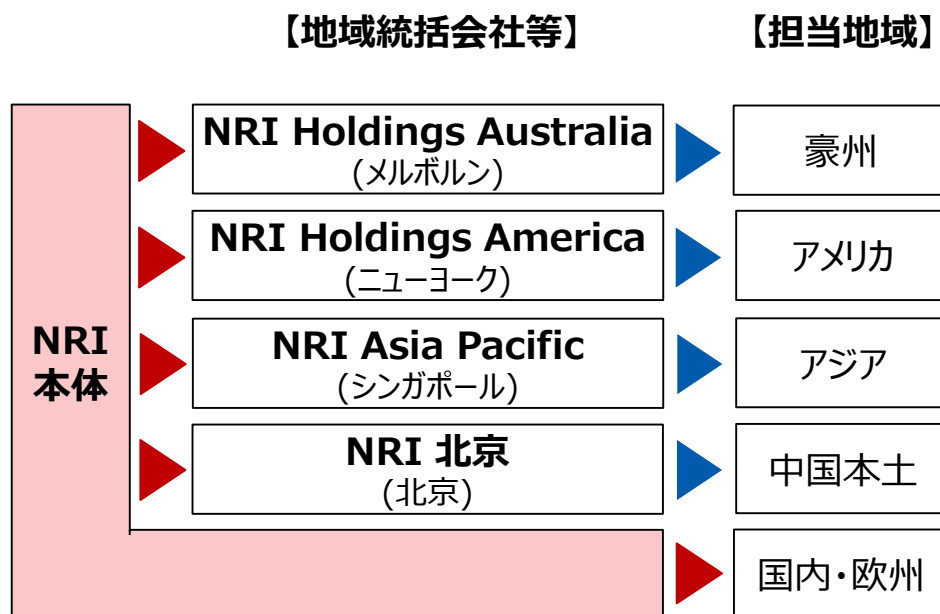 【地域統括会社等】
【担当地域】
NRI
本体
NRI Holdings Australia
(メルボルン)
豪州
NRI Holdings America
(ニューヨーク)
アメリカ
NRI Asia Pacific
(シンガポール)
アジア
NRI 北京
(北京)
中国本土
国内・欧州